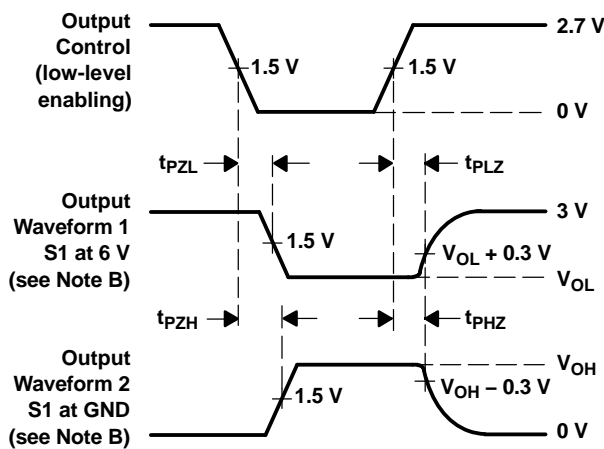 Output
Control
(low-level
enabling)
2.7 V
1.5 V
1.5 V
0 V
tPZL
tPLZ
Output
Waveform 1
S1 at 6 V
(see Note B)
3 V
1.5 V
VOL + 0.3 V
VOL
tPZH
tPHZ
Output
Waveform 2
S1 at GND
(see Note B)
VOH
1.5 V
VOH – 0.3 V
0 V